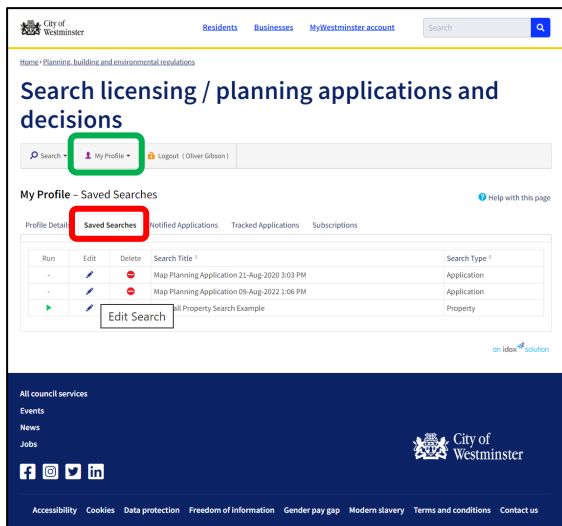 City of
Westminster
Residents Businesses MyWestminster account Search
Home › Planning, building and environmental regulations
Search licensing / planning applications and
decisions
Search My Profile Logout ( Oliver Gibson )
My Profile – Saved Searches
Help with this page
Profile Details Saved Searches Notified Applications Tracked Applications Subscriptions
Run Edit Delete Search Title Search Type
- Map Planning Application 21-Aug-2020 3:03 PM Application
- Map Planning Application 09-Aug-2022 1:06 PM Application
all Property Search Example Property
Edit Search
an idox solution
All council services
Events
News
Jobs
City of
Westminster
Accessibility Cookies Data protection Freedom of information Gender pay gap Modern slavery Terms and conditions Contact us